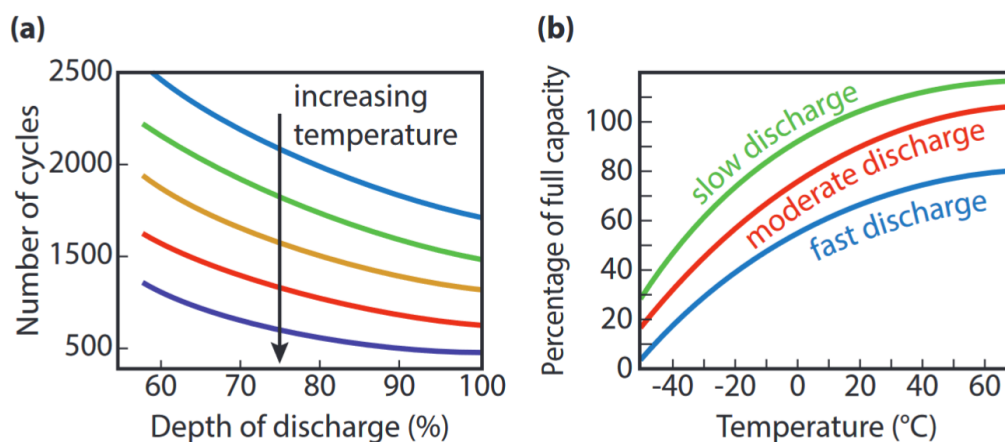 (a)
2500
2000
1500
500
Number of cycles
increasing
temperature
60 70 80 90 100
Depth of discharge (%)
(b)
100
80
60
40
20
0
Percentage of full capacity
slow discharge
moderate discharge
fast discharge
-40 -20 0 20 40 60
Temperature (°C)